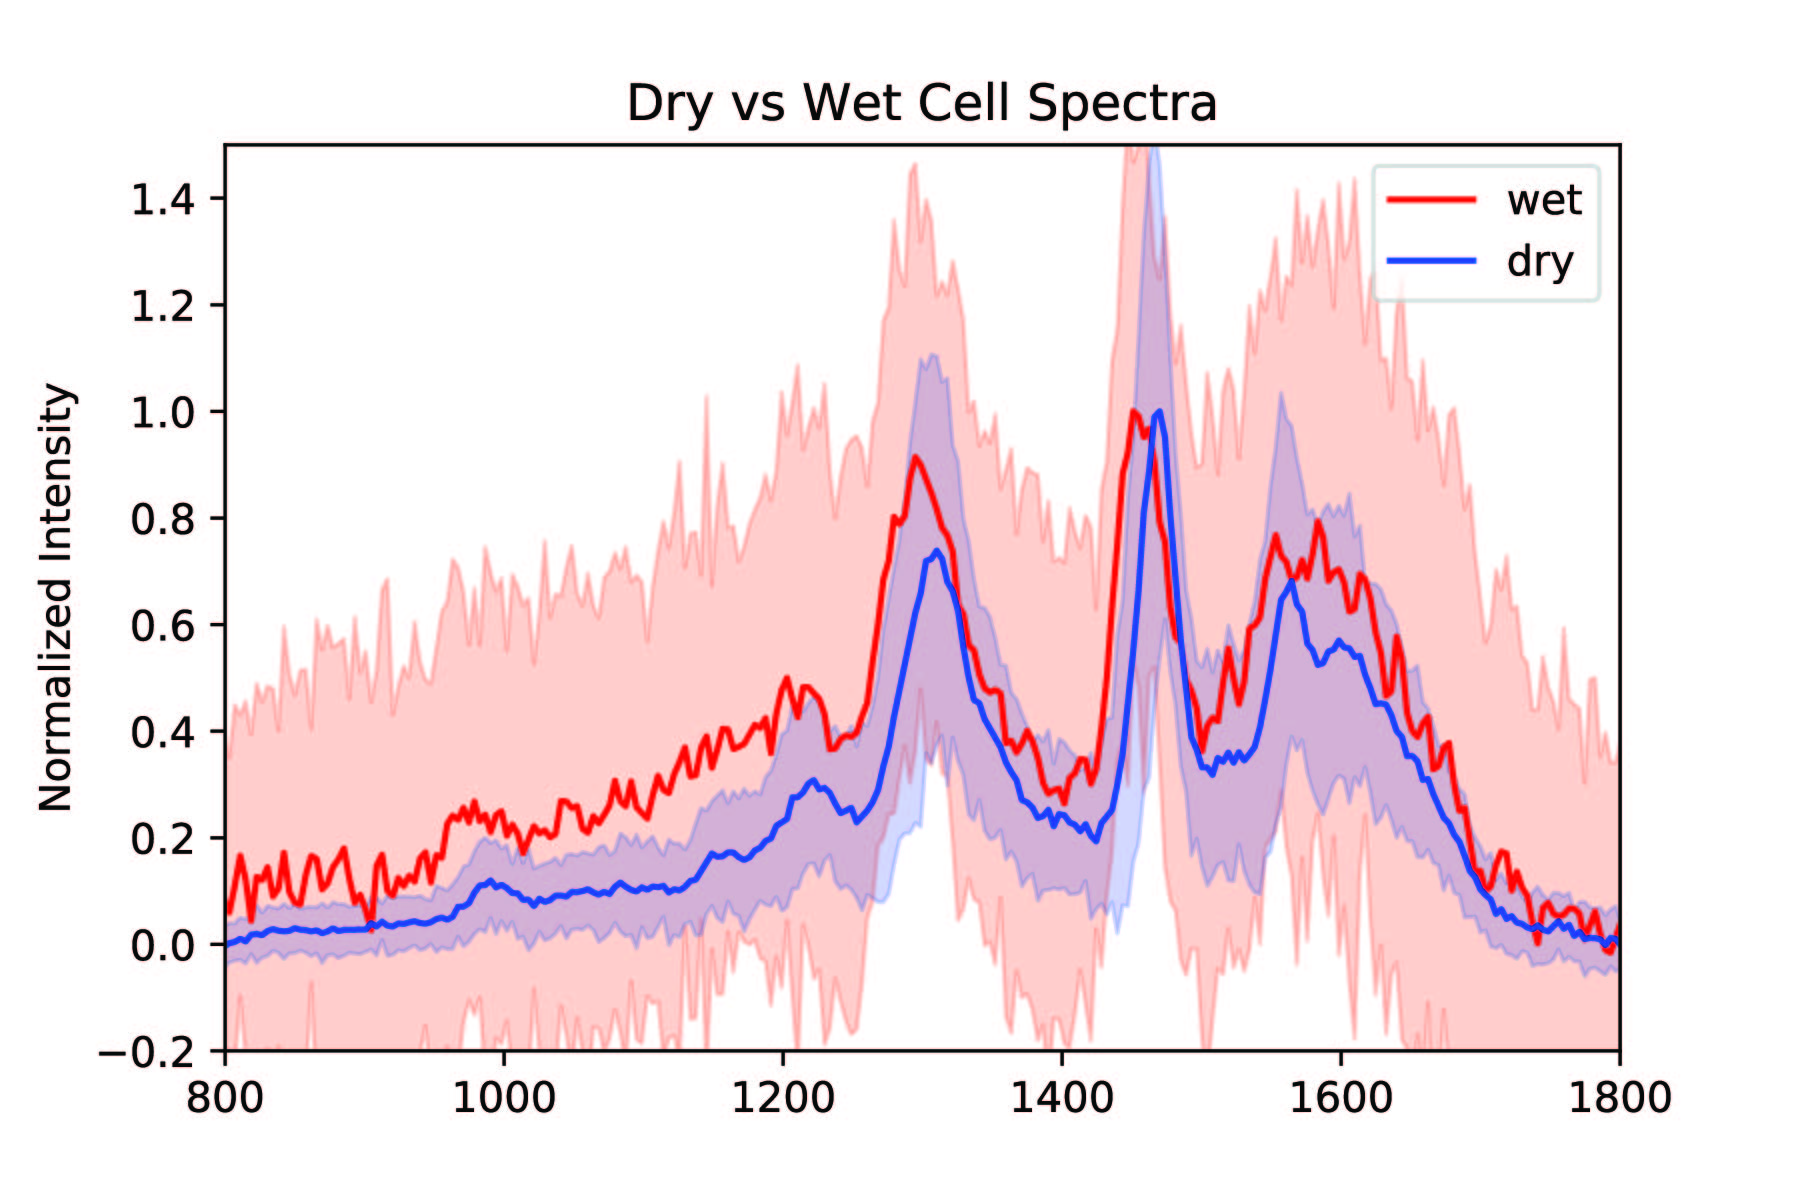 Dry vs Wet Cell Spectra
wet
dry
Normalized Intensity
1.4
1.2
1.0
0.8
0.6
0.4
0.2
0.0
−0.2
800 1000 1200 1400 1600 1800